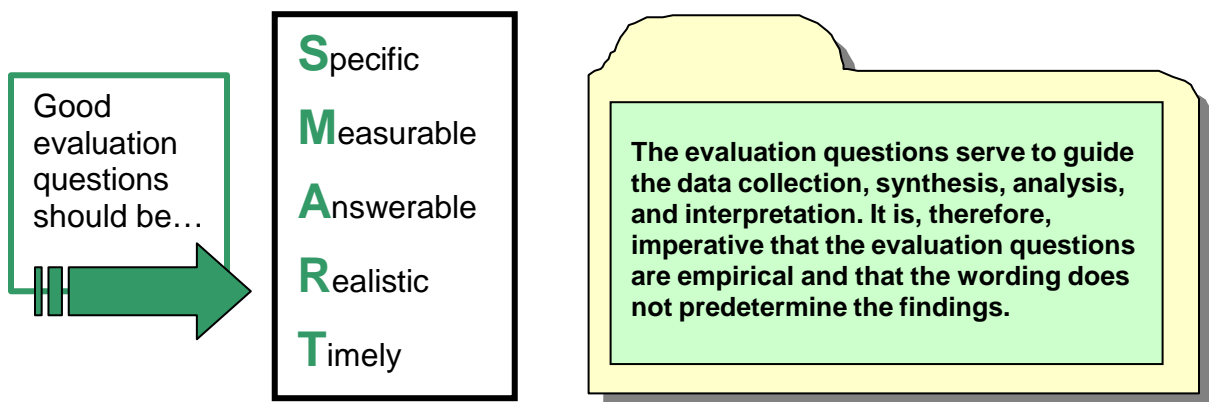 Good
evaluation
questions
should be…
Specific
Measurable
Answerable
Realistic
Timely
The evaluation questions serve to guide
the data collection, synthesis, analysis,
and interpretation. It is, therefore,
imperative that the evaluation questions
are empirical and that the wording does
not predetermine the findings.